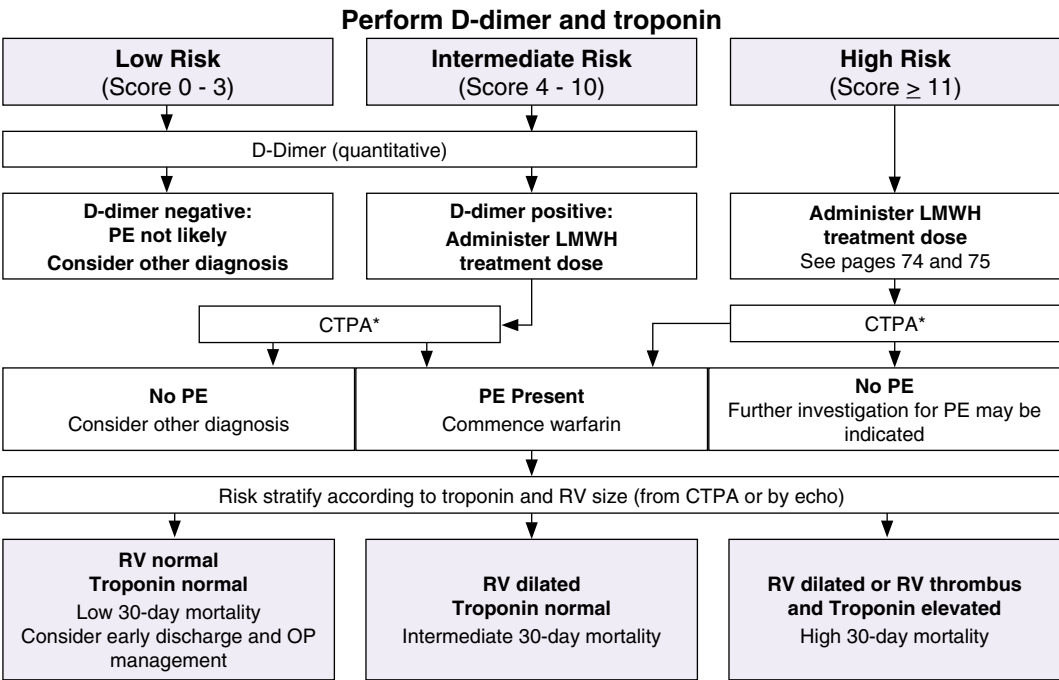 Perform D-dimer and troponin
Low Risk
(Score 0 - 3)
Intermediate Risk
(Score 4 - 10)
High Risk
(Score ≥ 11)
D-Dimer (quantitative)
D-dimer negative:
PE not likely
Consider other diagnosis
D-dimer positive:
Administer LMWH
treatment dose
Administer LMWH
treatment dose
See pages 74 and 75
CTPA*
CTPA*
No PE
Consider other diagnosis
PE Present
Commence warfarin
No PE
Further investigation for PE may be
indicated
Risk stratify according to troponin and RV size (from CTPA or by echo)
RV normal
Troponin normal
Low 30-day mortality
Consider early discharge and OP
management
RV dilated
Troponin normal
Intermediate 30-day mortality
RV dilated or RV thrombus
and Troponin elevated
High 30-day mortality